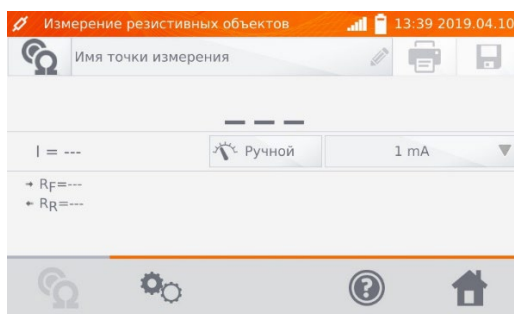 Измерение резистивных объектов 13:39 2019.04.10
Имя точки измерения
---
I = --- Ручной 1 mA
→ RF=---
← RR=---